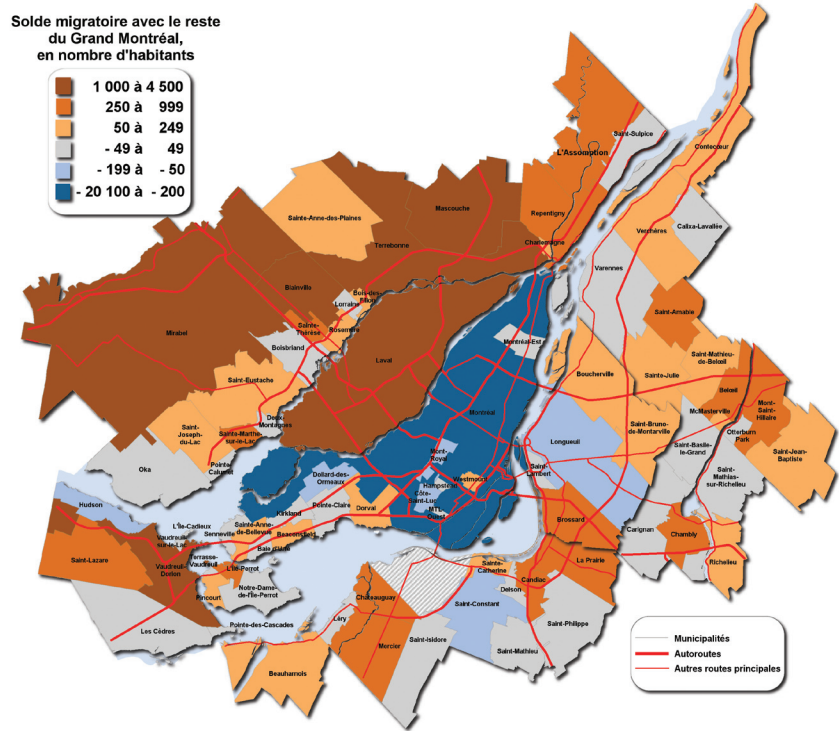 Solde migratoire avec le reste
du Grand Montréal,
en nombre d'habitants
1 000 à 4 500
250 à 999
50 à 249
- 49 à 49
- 199 à - 50
- 20 100 à - 200
Saint-Sulpice
Contrecœur
L'Assomption
Mascouche
Sainte-Anne-des-Plaines
Repentigny
Verchères
Calixa-Lavallée
Terrebonne
Charlemagne
Varennes
Blainville
Bois-des-
Filion
Lorraine
Saint-Amable
Mirabel
Sainte-
Thérèse
Rosemère
Boisbriand
Montréal-Est
Laval
Saint-Mathieu-
de-Belœil
Boucherville
Sainte-Julie
Saint-Eustache
Belœil
Mont-
Saint-
Hilaire
McMasterville
Montréal
Deux-
Montagnes
Saint-Bruno
de-Montarville
Otterburn
Park
Saint-
Joseph-
du-Lac
Sainte-Marthe-
sur-le-Lac
Longueuil
Saint-Basile-
le-Grand
Saint-Jean-
Baptiste
Mont-
Royal
Pointe-
Calumet
Oka
Saint-
Lambert
Saint-
Mathias-
sur-Richelieu
Dollard-des-
Ormeaux
Hampstead
Westmount
Côte-
Saint-Luc
Hudson
Pointe-Claire
Dorval
MTL
Ouest
Kirkland
L'Île-Cadieux
Sainte-Anne-
de-Bellevue
Senneville
Vaudreuil-
sur-le-Lac
Beaconsfield
Brossard
Carignan
Chambly
Baie d'Urfé
Terrasse-
Vaudreuil
Saint-Lazare
La Prairie
Richelieu
L'Île-Perrot
Vaudreuil-
Dorion
Sainte-
Catherine
Candiac
Notre-Dame-
de-l'Île-Perrot
Châteauguay
Delson
Pincourt
Saint-Constant
Léry
Pointe-des-Cascades
Saint-Philippe
Les Cèdres
Mercier
Saint-Isidore
Saint-Mathieu
Beauharnois
Municipalités
Autoroutes
Autres routes principales